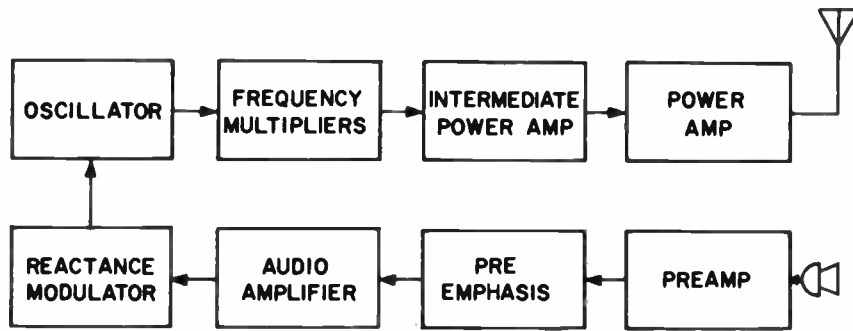 OSCILLATOR
FREQUENCY
MULTIPLIERS
INTERMEDIATE
POWER AMP
POWER
AMP
REACTANCE
MODULATOR
AUDIO
AMPLIFIER
PRE
EMPHASIS
PREAMP